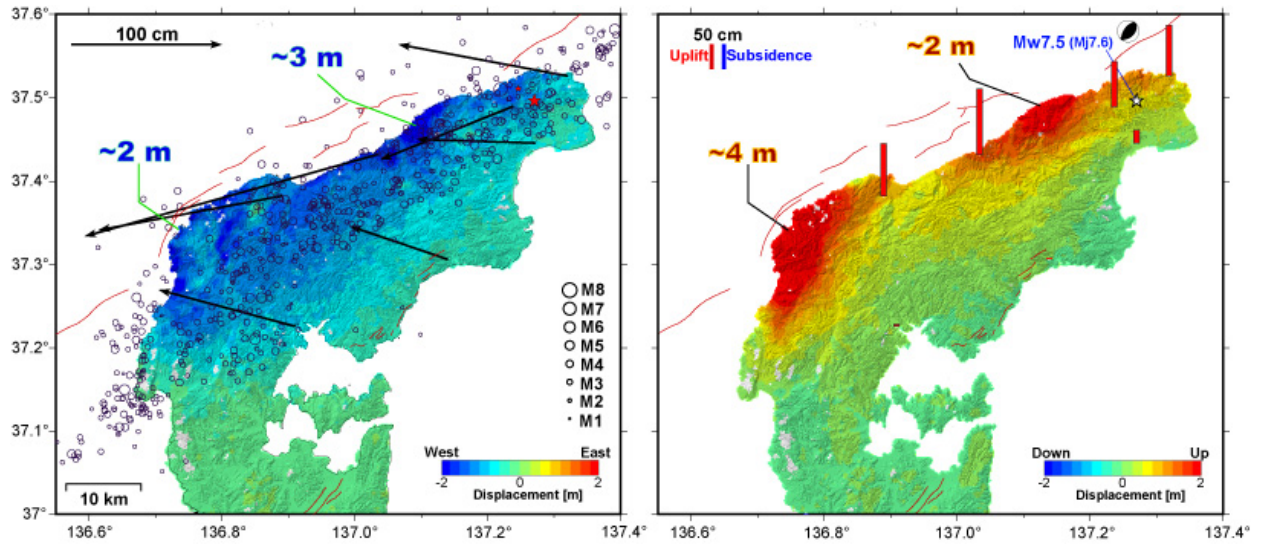 37.6°
37.5°
37.4°
37.3°
37.2°
37.1°
37°
100 cm
~3 m
~2 m
M8
M7
M6
M5
M4
M3
M2
M1
West East
-2 0 2
Displacement [m]
10 km
136.6° 136.8° 137.0° 137.2° 137.4°
50 cm
Uplift Subsidence
~2 m
Mw7.5 (Mj7.6)
~4 m
Down Up
-2 0 2
Displacement [m]
136.6° 136.8° 137.0° 137.2° 137.4°